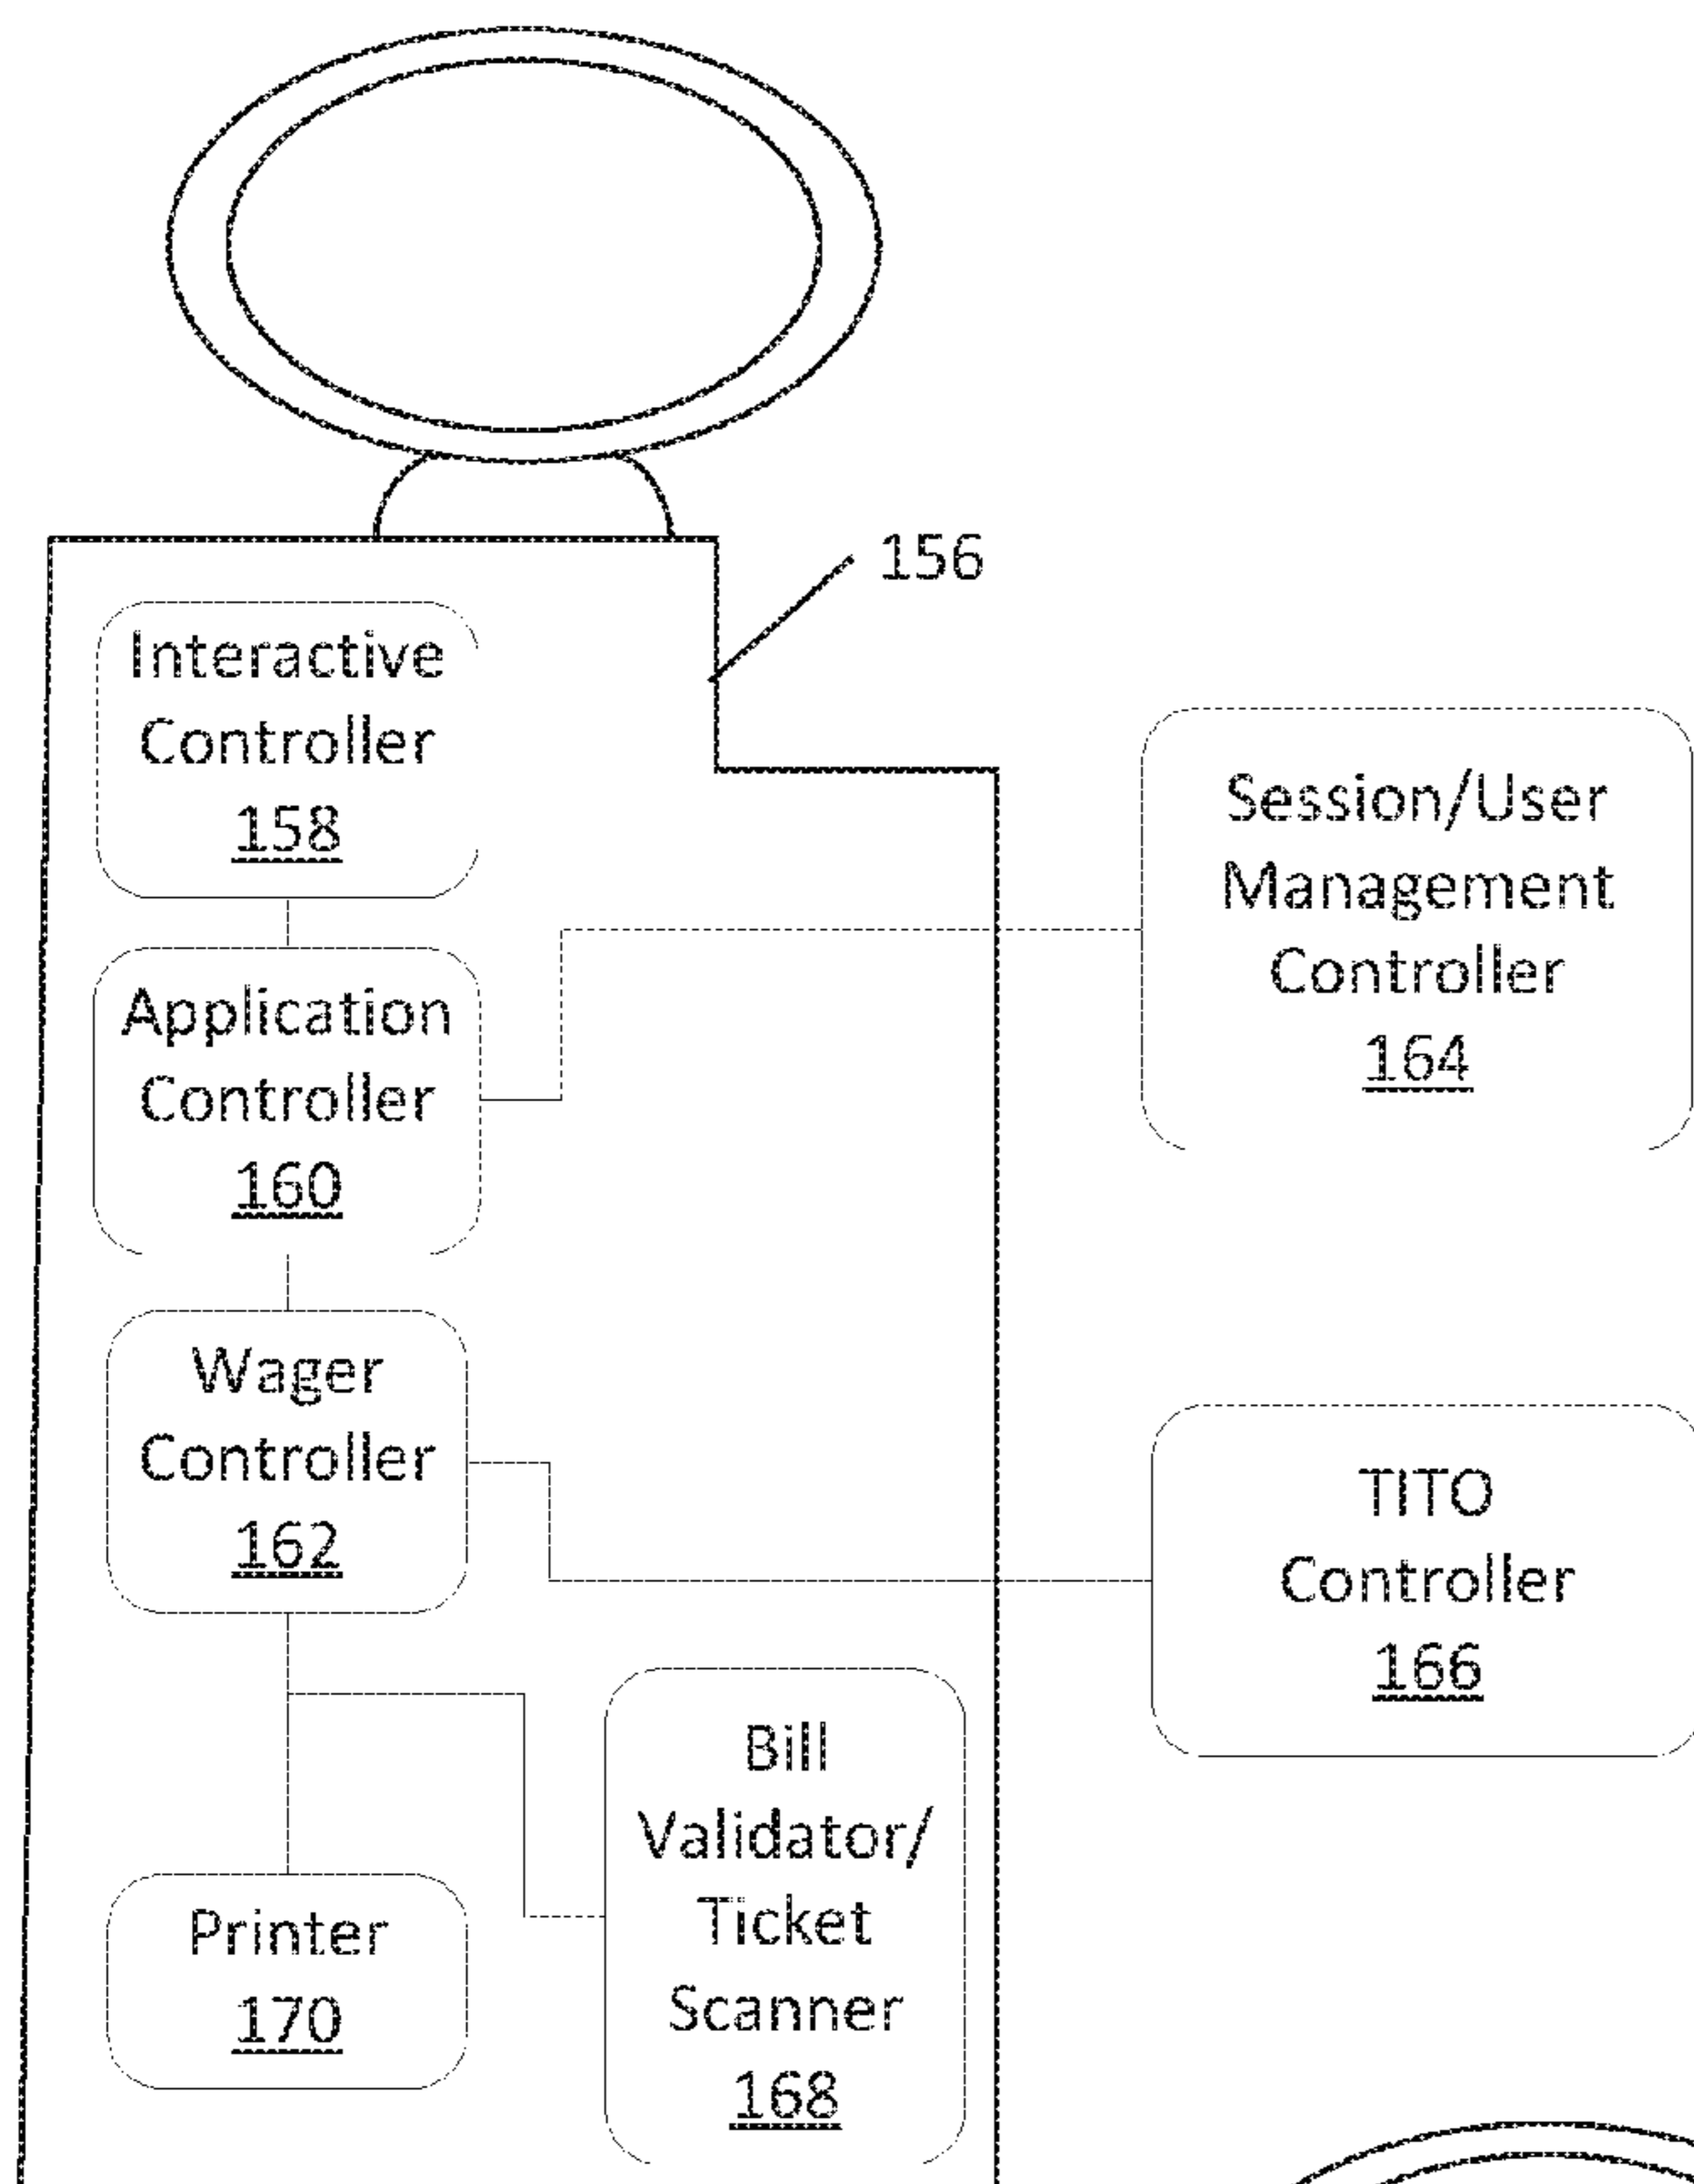 156
Interactive
Controller
158
Session/User
Management
Controller
164
Application
Controller
160
Wager
Controller
162
TITO
Controller
166
Bill
Validator/
Ticket
Scanner
168
Printer
170